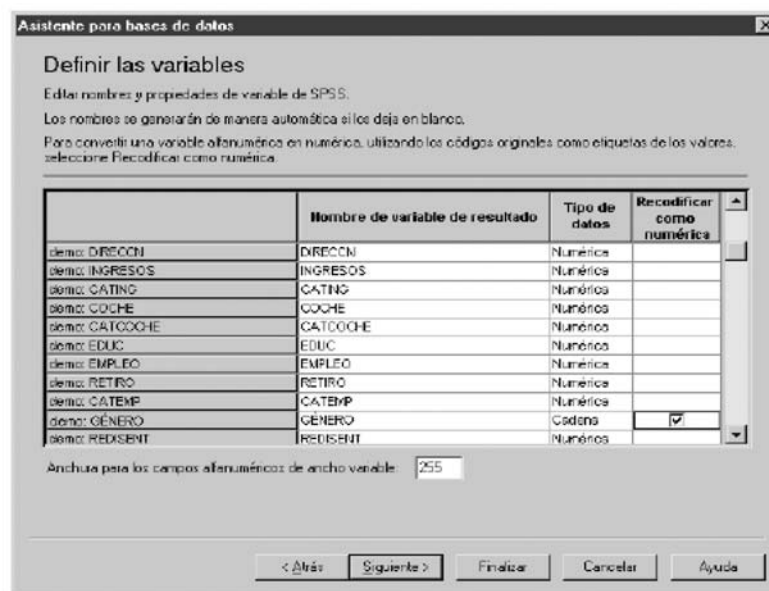 Asistente para bases de datos
Definir las variables
Editar nombres y propiedades de variable de SPSS.
Los nombres se generarán de manera automática si los deja en blanco.
Para convertir una variable alfanumérica en numérica, utilizando los códigos originales como etiquetas de los valores,
seleccione Recodificar como numérica.
Nombre de variable de resultado Tipo de datos Recodificar como numérica
demo: DIRECCN DIRECCN Numérica
demo: INGRESOS INGRESOS Numérica
demo: CATING CATING Numérica
demo: COCHE COCHE Numérica
demo: CATCOCHE CATCOCHE Numérica
demo: EDUC EDUC Numérica
demo: EMPLEO EMPLEO Numérica
demo: RETIRO RETIRO Numérica
demo: CATEMP CATEMP Numérica
demo: GÉNERO GÉNERO Cadena
demo: REDISENT REDISENT Numérica
Anchura para los campos alfanuméricos de ancho variable: 255
< Atrás Siguiente > Finalizar Cancelar Ayuda